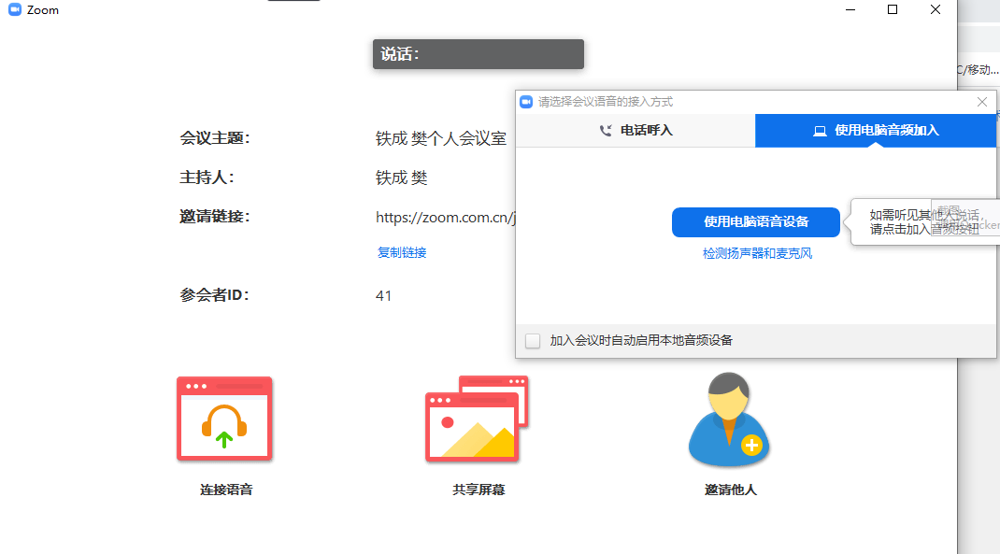 Zoom
说话：
C/移动...
请选择会议语音的接入方式
电话呼入
使用电脑音频加入
会议主题：
铁成 樊个人会议室
主持人：
铁成 樊
邀请链接：
https://zoom.com.cn/j
使用电脑语音设备
如需听见其他人说话，
请点击加入音频按钮
截图
复制链接
检测扬声器和麦克风
参会者ID：
41
加入会议时自动启用本地音频设备
连接语音
共享屏幕
邀请他人